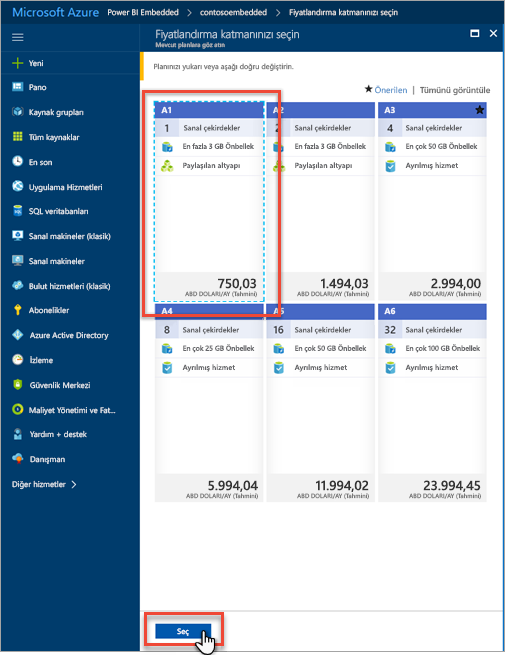 Microsoft Azure Power BI Embedded > contosoembedded > Fiyatlandırma katmanınızı seçin
Yeni
Pano
Kaynak grupları
Tüm kaynaklar
En son
Uygulama Hizmetleri
SQL veritabanları
Sanal makineler (klasik)
Sanal makineler
Bulut hizmetleri (klasik)
Abonelikler
Azure Active Directory
İzleme
Güvenlik Merkezi
Maliyet Yönetimi ve Fat...
Yardım + destek
Danışman
Diğer hizmetler >
Fiyatlandırma katmanınızı seçin
Mevcut planlara göz atın
Planınızı yukarı veya aşağı doğru değiştirin.
★ Önerilen | Tümünü görüntüle
A1
1 Sanal çekirdekler
En fazla 3 GB Önbellek
Paylaşılan altyapı
750,03
ABD DOLARI/AY (Tahmini)
A2
2 Sanal çekirdekler
En fazla 3 GB Önbellek
Paylaşılan altyapı
1.494,03
ABD DOLARI/AY (Tahmini)
A3 ★
4 Sanal çekirdekler
En çok 50 GB Önbellek
Ayrılmış hizmet
2.994,00
ABD DOLARI/AY (Tahmini)
A4
8 Sanal çekirdekler
En çok 25 GB Önbellek
Ayrılmış hizmet
5.994,04
ABD DOLARI/AY (Tahmini)
A5
16 Sanal çekirdekler
En çok 50 GB Önbellek
Ayrılmış hizmet
11.994,02
ABD DOLARI/AY (Tahmini)
A6
32 Sanal çekirdekler
En çok 100 GB Önbellek
Ayrılmış hizmet
23.994,45
ABD DOLARI/AY (Tahmini)
Seç